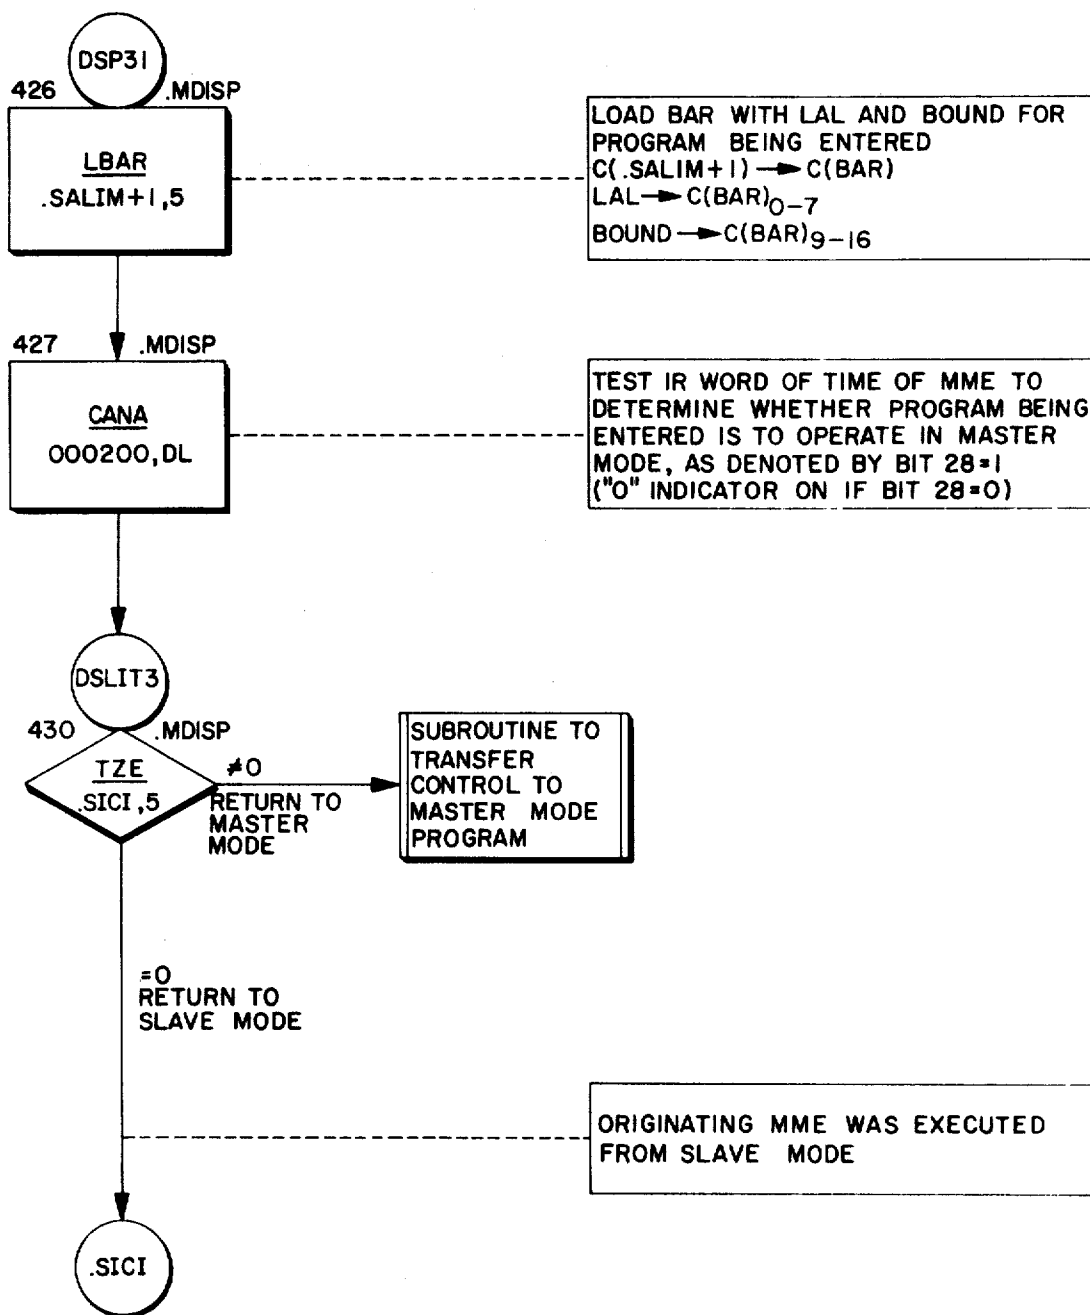 DSP31
426 .MDISP
LBAR
.SALIM+1,5
LOAD BAR WITH LAL AND BOUND FOR
PROGRAM BEING ENTERED
C(.SALIM+1)→C(BAR)
LAL→C(BAR)0-7
BOUND→C(BAR)9-16
427 .MDISP
CANA
000200,DL
TEST IR WORD OF TIME OF MME TO
DETERMINE WHETHER PROGRAM BEING
ENTERED IS TO OPERATE IN MASTER
MODE, AS DENOTED BY BIT 28=1
("0" INDICATOR ON IF BIT 28=0)
DSLIT3
430 .MDISP
TZE
.SICI,5
≠0
RETURN TO
MASTER
MODE
SUBROUTINE TO
TRANSFER
CONTROL TO
MASTER MODE
PROGRAM
=0
RETURN TO
SLAVE MODE
ORIGINATING MME WAS EXECUTED
FROM SLAVE MODE
.SICI